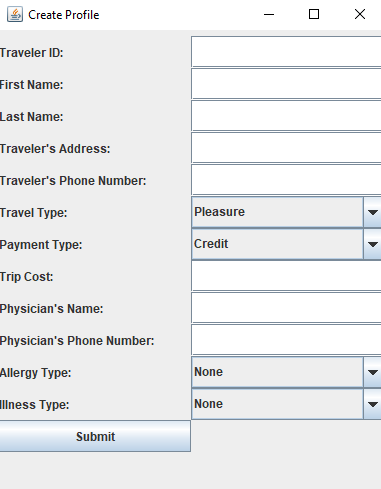 Create Profile
Traveler ID:
First Name:
Last Name:
Traveler's Address:
Traveler's Phone Number:
Travel Type: Pleasure
Payment Type: Credit
Trip Cost:
Physician's Name:
Physician's Phone Number:
Allergy Type: None
Illness Type: None
Submit